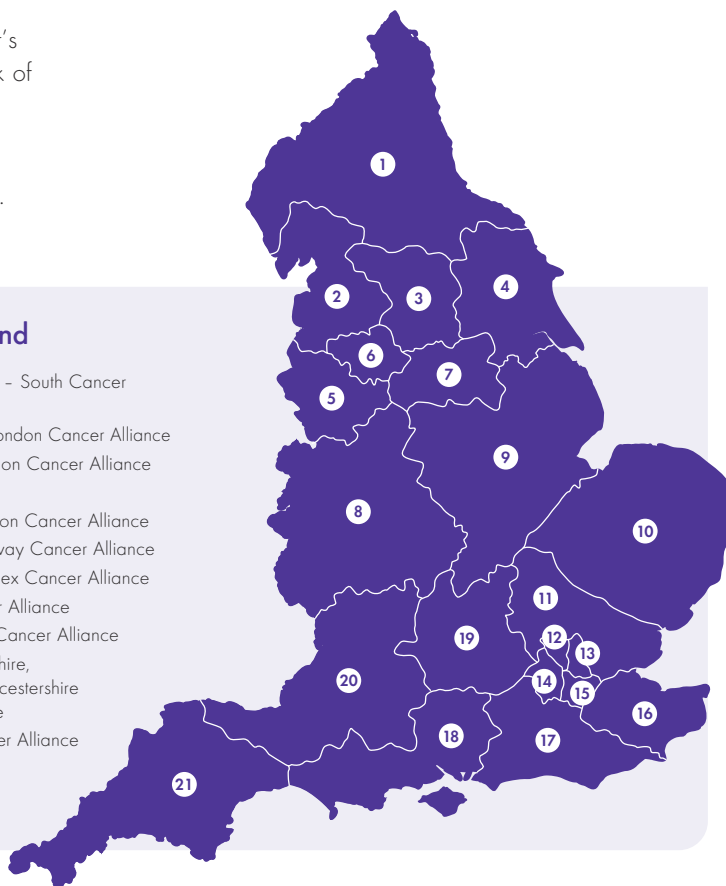 t’s
k of
.
nd
– South Cancer
ondon Cancer Alliance
on Cancer Alliance
on Cancer Alliance
way Cancer Alliance
ex Cancer Alliance
r Alliance
Cancer Alliance
hire,
cestershire
e
er Alliance
1
2
3
4
5
6
7
8
9
10
11
12
13
14
15
16
17
18
19
20
21